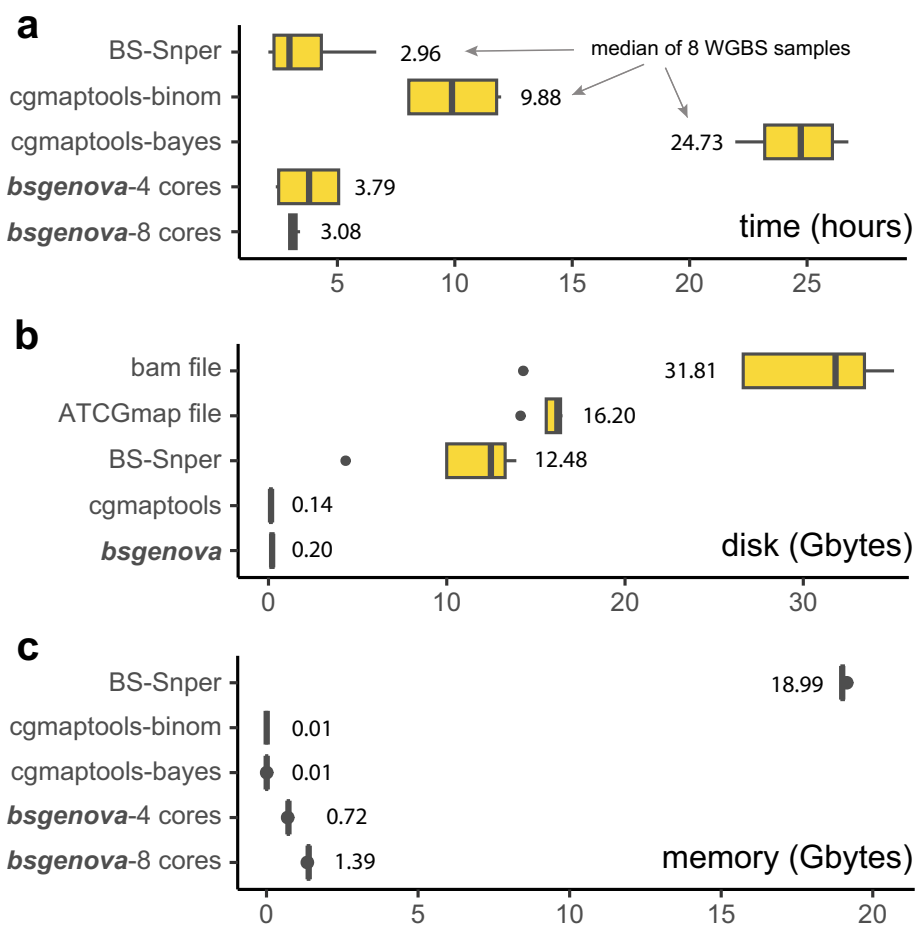 a
BS-Snper 2.96 median of 8 WGBS samples
cgmaptools-binom 9.88
cgmaptools-bayes 24.73
bsgenova-4 cores 3.79
bsgenova-8 cores 3.08 time (hours)
5 10 15 20 25
b
bam file 31.81
ATCGmap file 16.20
BS-Snper 12.48
cgmaptools 0.14
bsgenova 0.20 disk (Gbytes)
0 10 20 30
c
BS-Snper 18.99
cgmaptools-binom 0.01
cgmaptools-bayes 0.01
bsgenova-4 cores 0.72
bsgenova-8 cores 1.39 memory (Gbytes)
0 5 10 15 20